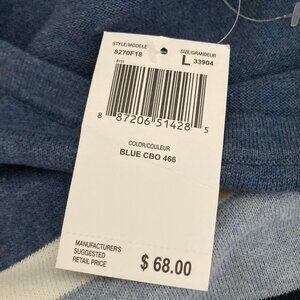 STYLE/MODELE SIZE/GRANDEUR
8270F18 L 33904
8 87206 51428 5
COLOR/COULEUR
BLUE CBO 466
MANUFACTURER'S
SUGGESTED
RETAIL PRICE
$ 68.00